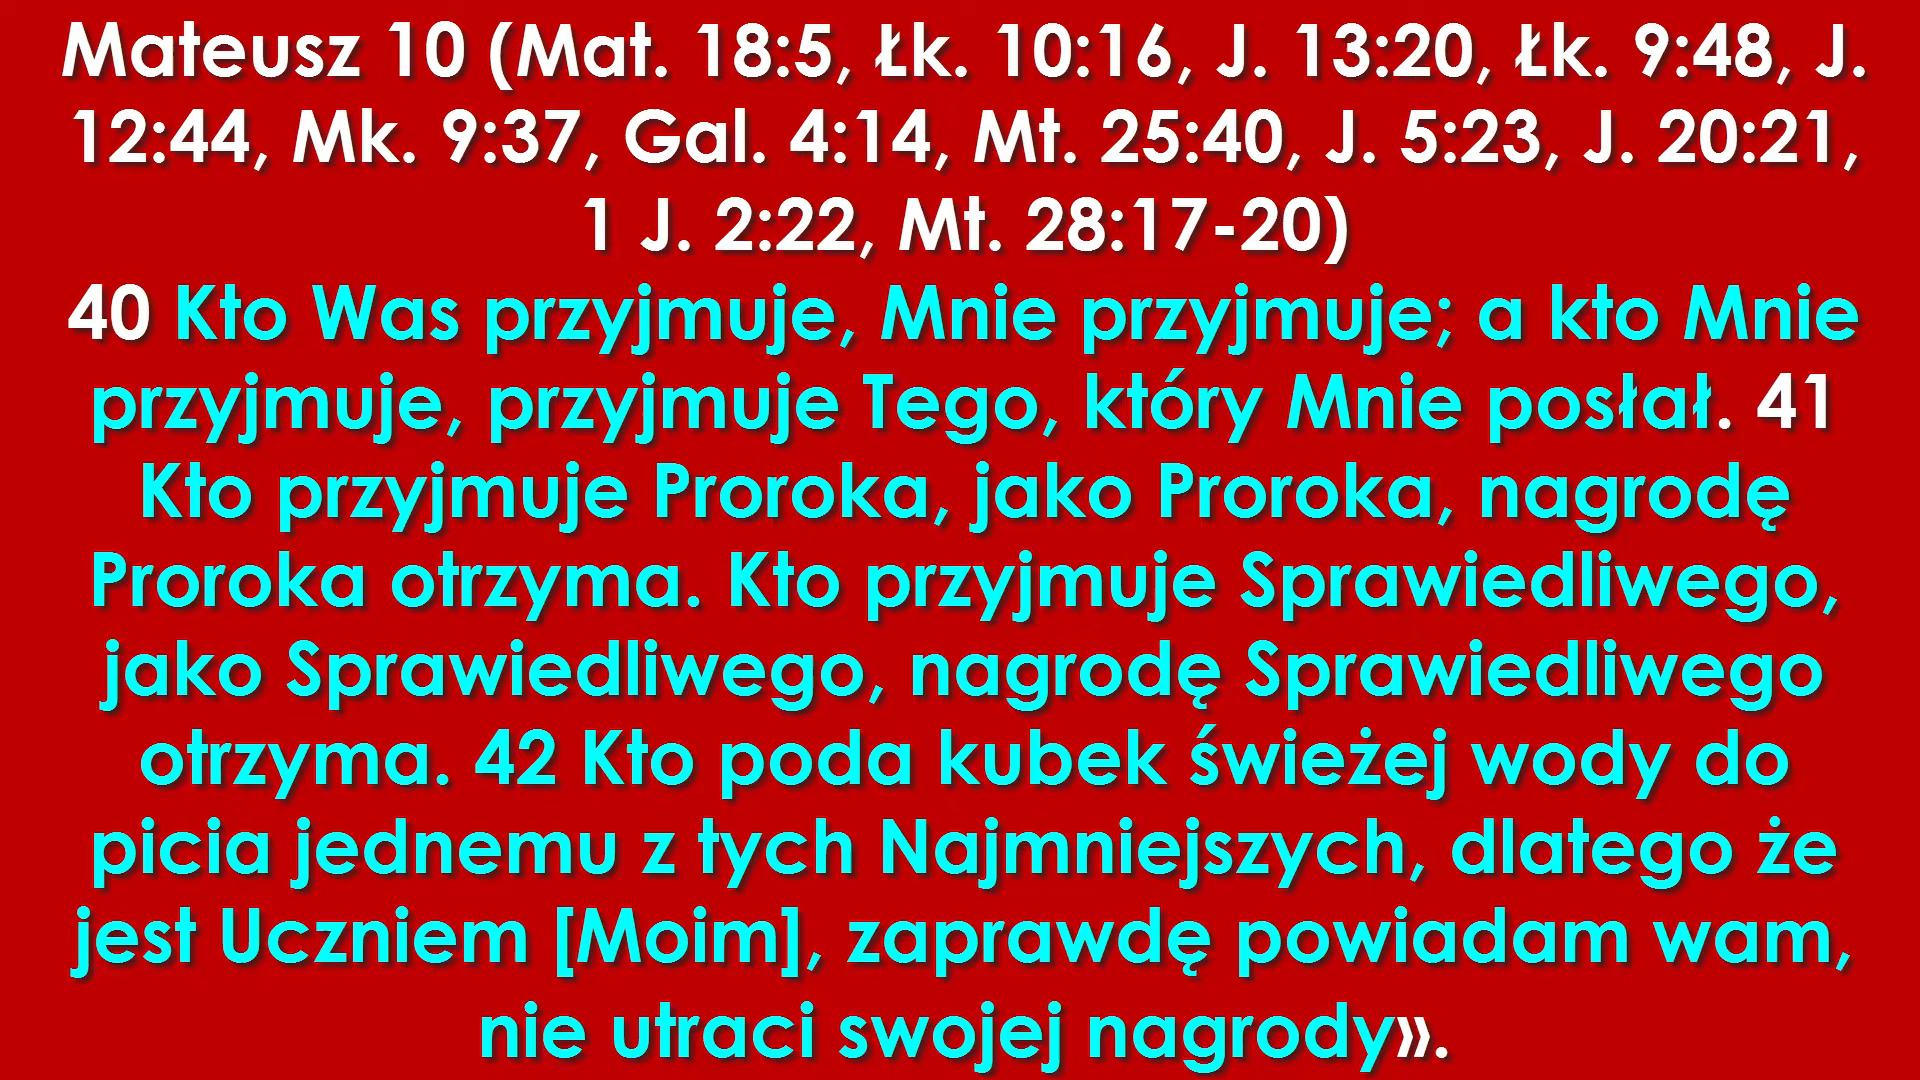 Mateusz 10 (Mat. 18:5, Łk. 10:16, J. 13:20, Łk. 9:48, J.
12:44, Mk. 9:37, Gal. 4:14, Mt. 25:40, J. 5:23, J. 20:21,
1 J. 2:22, Mt. 28:17-20)
40 Kto Was przyjmuje, Mnie przyjmuje; a kto Mnie
przyjmuje, przyjmuje Tego, który Mnie posłał. 41
Kto przyjmuje Proroka, jako Proroka, nagrodę
Proroka otrzyma. Kto przyjmuje Sprawiedliwego,
jako Sprawiedliwego, nagrodę Sprawiedliwego
otrzyma. 42 Kto poda kubek świeżej wody do
picia jednemu z tych Najmniejszych, dlatego że
jest Uczniem [Moim], zaprawdę powiadam wam,
nie utraci swojej nagrody».